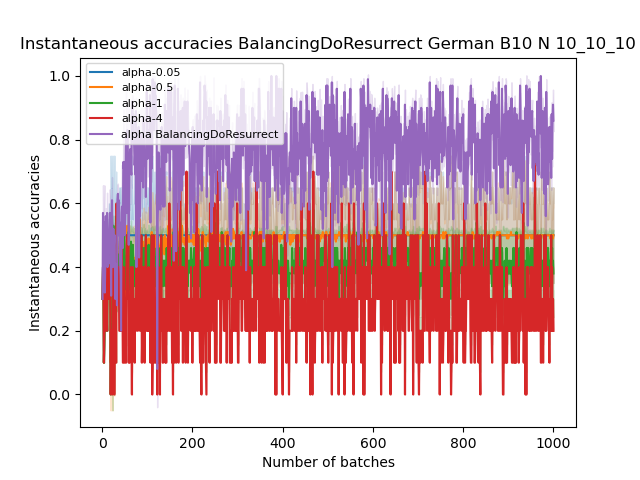 Instantaneous accuracies BalancingDoResurrect German B10 N 10_10_10
1.0
0.8
0.6
0.4
0.2
0.0
Instantaneous accuracies
alpha-0.05
alpha-0.5
alpha-1
alpha-4
alpha BalancingDoResurrect
0 200 400 600 800 1000
Number of batches